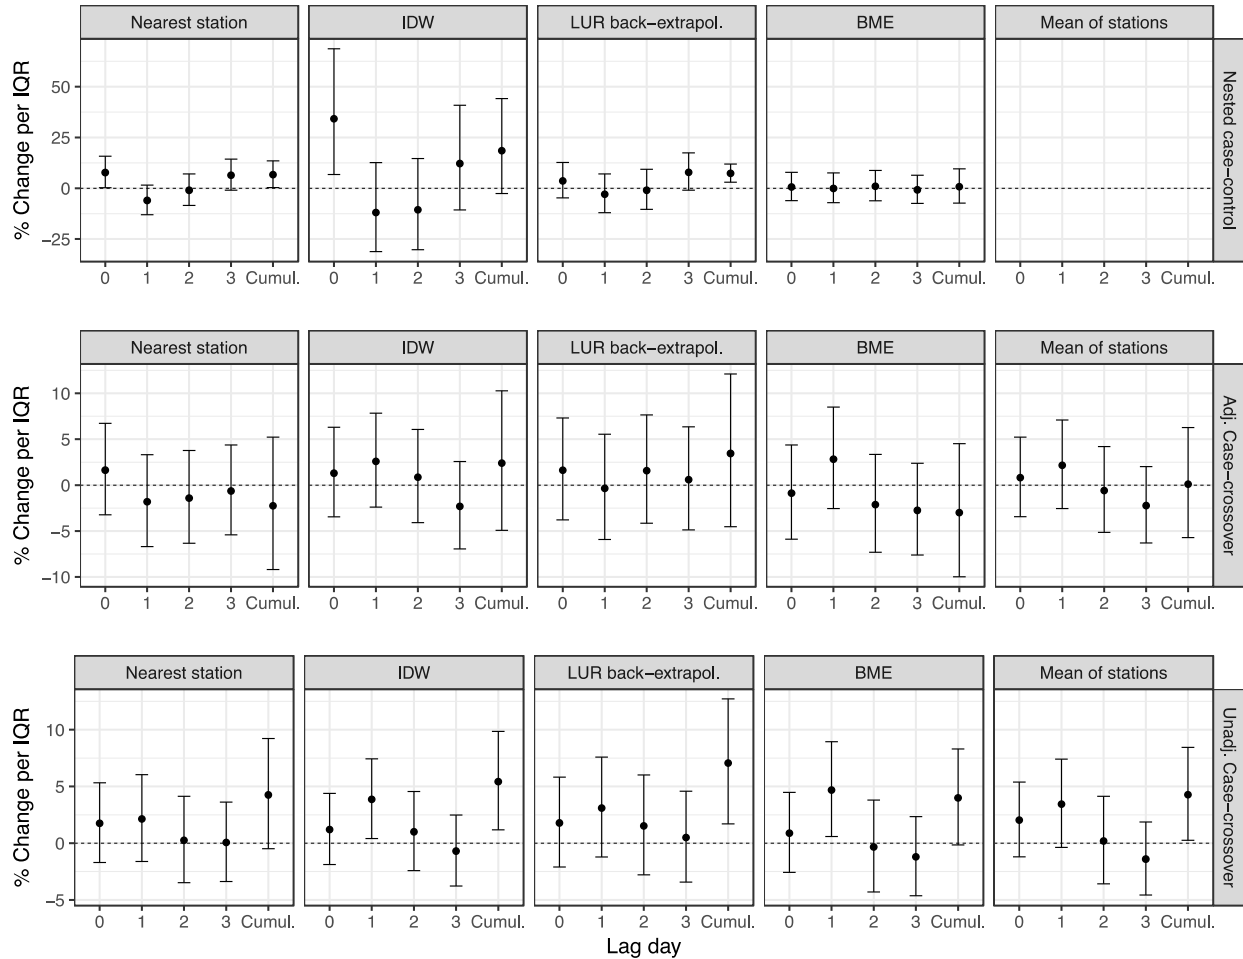 Nearest station IDW LUR back−extrapol. BME Mean of stations
% Change per IQR
50
25
0
−25
Nested case−control
0 1 2 3 Cumul. 0 1 2 3 Cumul. 0 1 2 3 Cumul. 0 1 2 3 Cumul. 0 1 2 3 Cumul.
Nearest station IDW LUR back−extrapol. BME Mean of stations
% Change per IQR
10
5
0
−5
−10
Adj. Case−crossover
0 1 2 3 Cumul. 0 1 2 3 Cumul. 0 1 2 3 Cumul. 0 1 2 3 Cumul. 0 1 2 3 Cumul.
Nearest station IDW LUR back−extrapol. BME Mean of stations
% Change per IQR
10
5
0
−5
Unadj. Case−crossover
0 1 2 3 Cumul. 0 1 2 3 Cumul. 0 1 2 3 Cumul. 0 1 2 3 Cumul. 0 1 2 3 Cumul.
Lag day